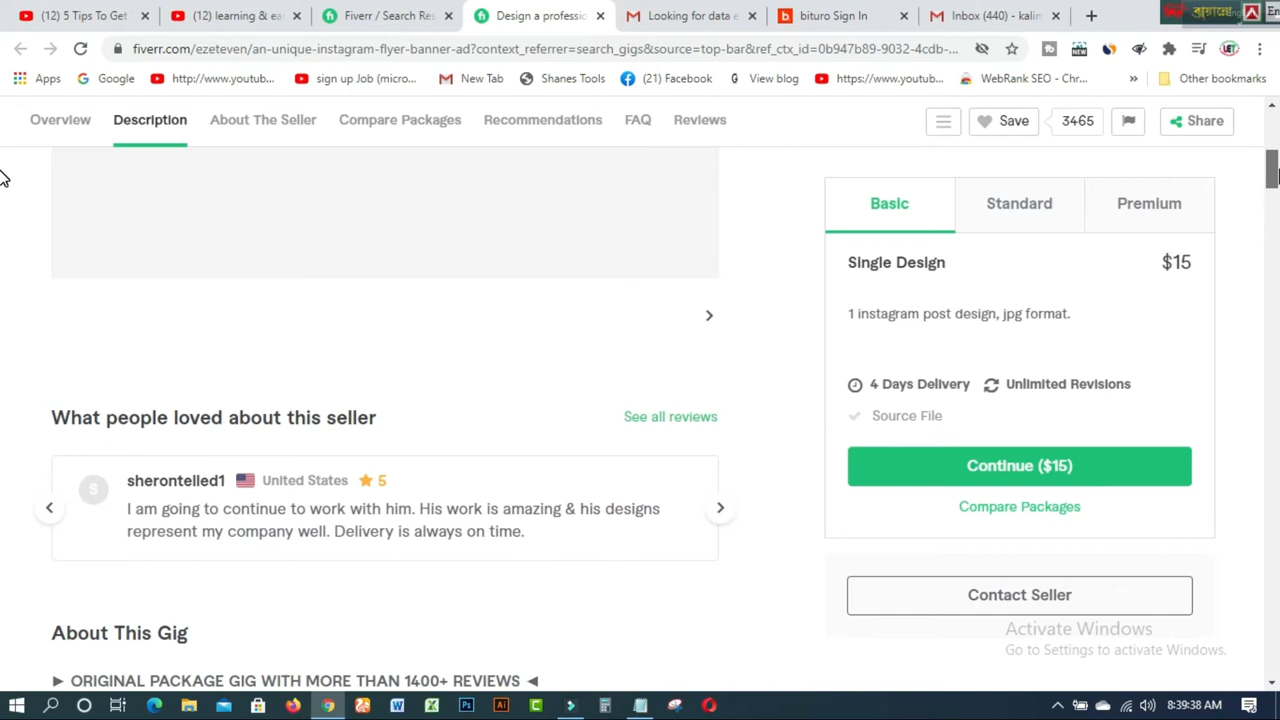 (12) 5 Tips To Get
(12) learning & ea
Fiverr / Search Res
Design a professi
Looking for data e
bituro Sign In
Inbox (440) - kalim
fiverr.com/ezeteven/an-unique-instagram-flyer-banner-ad?context_referrer=search_gigs&source=top-bar&ref_ctx_id=0b947b89-9032-4cdb-...
Apps
Google
http://www.youtub...
sign up Job (micro...
New Tab
Shanes Tools
(21) Facebook
View blog
https://www.youtub...
WebRank SEO - Chr...
»
Other bookmarks
Overview
Description
About The Seller
Compare Packages
Recommendations
FAQ
Reviews
Save
3465
Share
Basic
Standard
Premium
Single Design
$15
1 instagram post design, jpg format.
4 Days Delivery
Unlimited Revisions
Source File
Continue ($15)
Compare Packages
Contact Seller
What people loved about this seller
See all reviews
S
sherontelled1
United States
5
I am going to continue to work with him. His work is amazing & his designs
represent my company well. Delivery is always on time.
About This Gig
► ORIGINAL PACKAGE GIG WITH MORE THAN 1400+ REVIEWS ◄
Activate Windows
Go to Settings to activate Windows.
8:39:38 AM